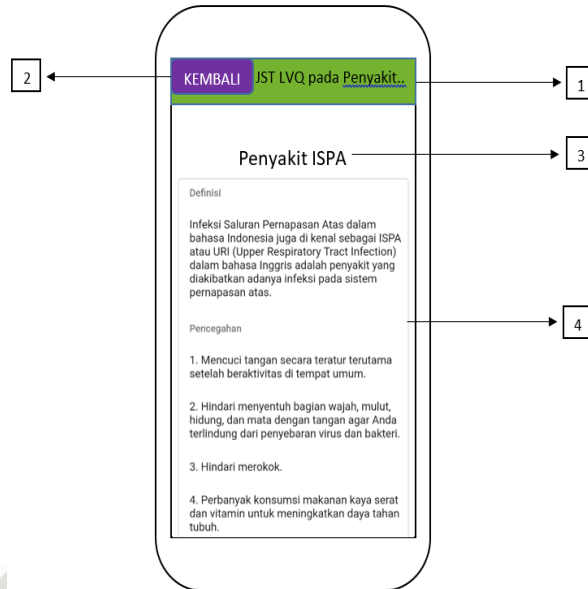 2
KEMBALI
JST LVQ pada Penyakit..
1
Penyakit ISPA
3
Definisi
Infeksi Saluran Pernapasan Atas dalam
bahasa Indonesia juga di kenal sebagai ISPA
atau URI (Upper Respiratory Tract Infection)
dalam bahasa Inggris adalah penyakit yang
diakibatkan adanya infeksi pada sistem
pernapasan atas.
4
Pencegahan
1. Mencuci tangan secara teratur terutama
setelah beraktivitas di tempat umum.
2. Hindari menyentuh bagian wajah, mulut,
hidung, dan mata dengan tangan agar Anda
terlindung dari penyebaran virus dan bakteri.
3. Hindari merokok.
4. Perbanyak konsumsi makanan kaya serat
dan vitamin untuk meningkatkan daya tahan
tubuh.